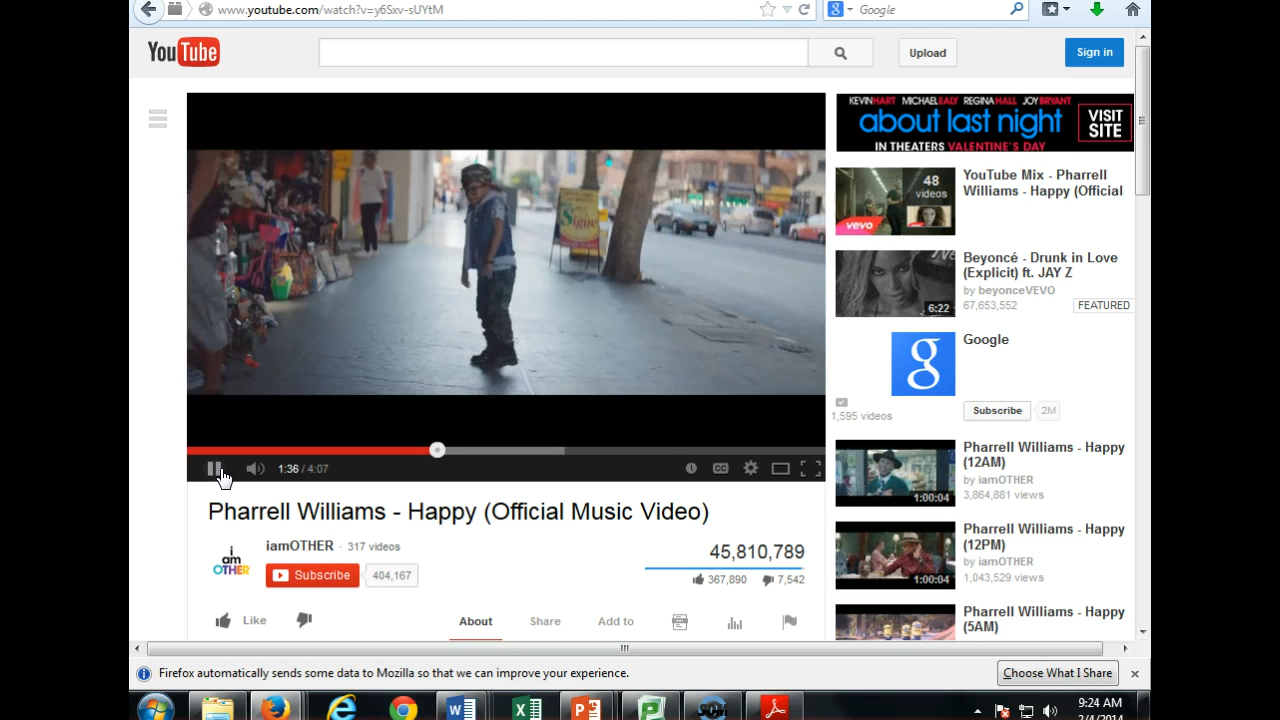 www.youtube.com/watch?v=y6Sxv-sUYtM
Google
YouTube
Upload
Sign in
KEVIN HART MICHAEL EALY REGINA HALL JOY BRYANT
about last night
IN THEATERS VALENTINE'S DAY
VISIT
SITE
48
videos
vevo
YouTube Mix - Pharrell
Williams - Happy (Official
Beyoncé - Drunk in Love
(Explicit) ft. JAY Z
by beyonceVEVO
67,653,552
FEATURED
6:22
g
Google
1,595 videos
Subscribe
2M
Pharrell Williams - Happy
(12AM)
by iamOTHER
3,864,881 views
1:00:04
Pharrell Williams - Happy
(12PM)
by iamOTHER
1,043,529 views
1:00:04
Pharrell Williams - Happy
(5AM)
Sigue
1:36 / 4:07
CC
Pharrell Williams - Happy (Official Music Video)
i
am
OTHER
iamOTHER · 317 videos
Subscribe
404,167
45,810,789
367,890
7,542
Like
About
Share
Add to
Firefox automatically sends some data to Mozilla so that we can improve your experience.
Choose What I Share
9:24 AM
2/4/2014